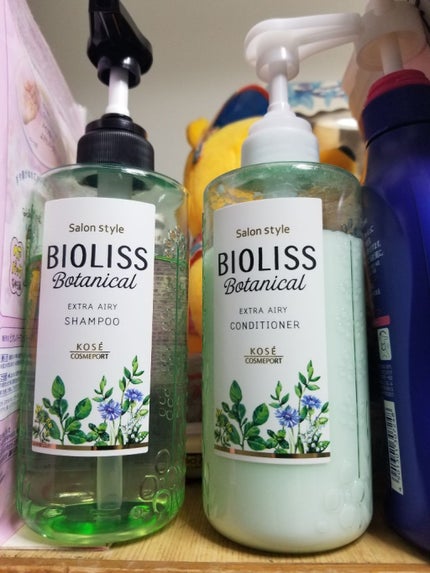 Salon style
BIOLISS
Botanical
EXTRA AIRY
SHAMPOO
KOSÉ
COSMEPORT
Salon style
BIOLISS
Botanical
EXTRA AIRY
CONDITIONER
KOSÉ
COSMEPORT